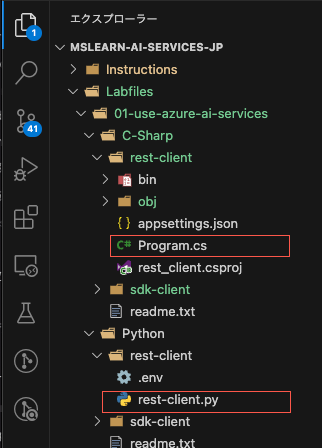 エクスプローラー
MSLEARN-AI-SERVICES-JP
Instructions
Labfiles
01-use-azure-ai-services
C-Sharp
rest-client
bin
obj
{ } appsettings.json
C# Program.cs
rest_client.csproj
sdk-client
readme.txt
Python
rest-client
.env
rest-client.py
sdk-client
readme.txt
1
41